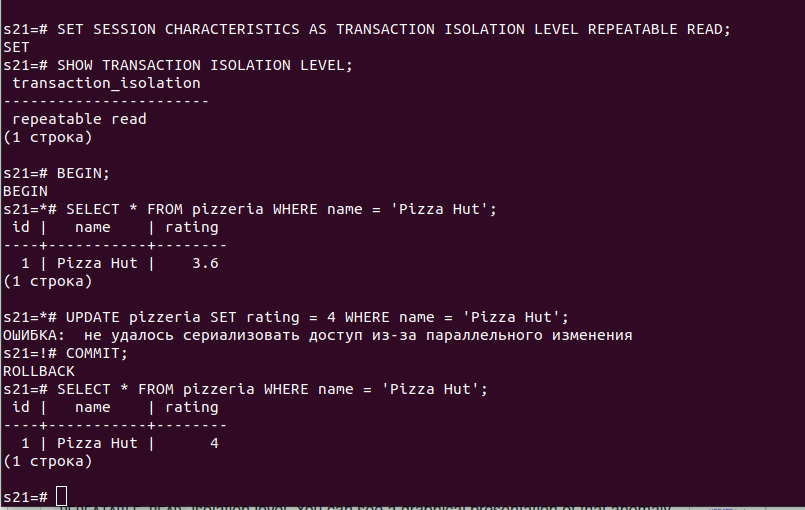 s21=# SET SESSION CHARACTERISTICS AS TRANSACTION ISOLATION LEVEL REPEATABLE READ;
SET
s21=# SHOW TRANSACTION ISOLATION LEVEL;
 transaction_isolation
-----------------------
 repeatable read
(1 строка)

s21=# BEGIN;
BEGIN
s21=*# SELECT * FROM pizzeria WHERE name = 'Pizza Hut';
 id |   name    | rating
----+-----------+--------
  1 | Pizza Hut |    3.6
(1 строка)

s21=*# UPDATE pizzeria SET rating = 4 WHERE name = 'Pizza Hut';
ОШИБКА:  не удалось сериализовать доступ из-за параллельного изменения
s21=!# COMMIT;
ROLLBACK
s21=# SELECT * FROM pizzeria WHERE name = 'Pizza Hut';
 id |   name    | rating
----+-----------+--------
  1 | Pizza Hut |      4
(1 строка)

s21=#